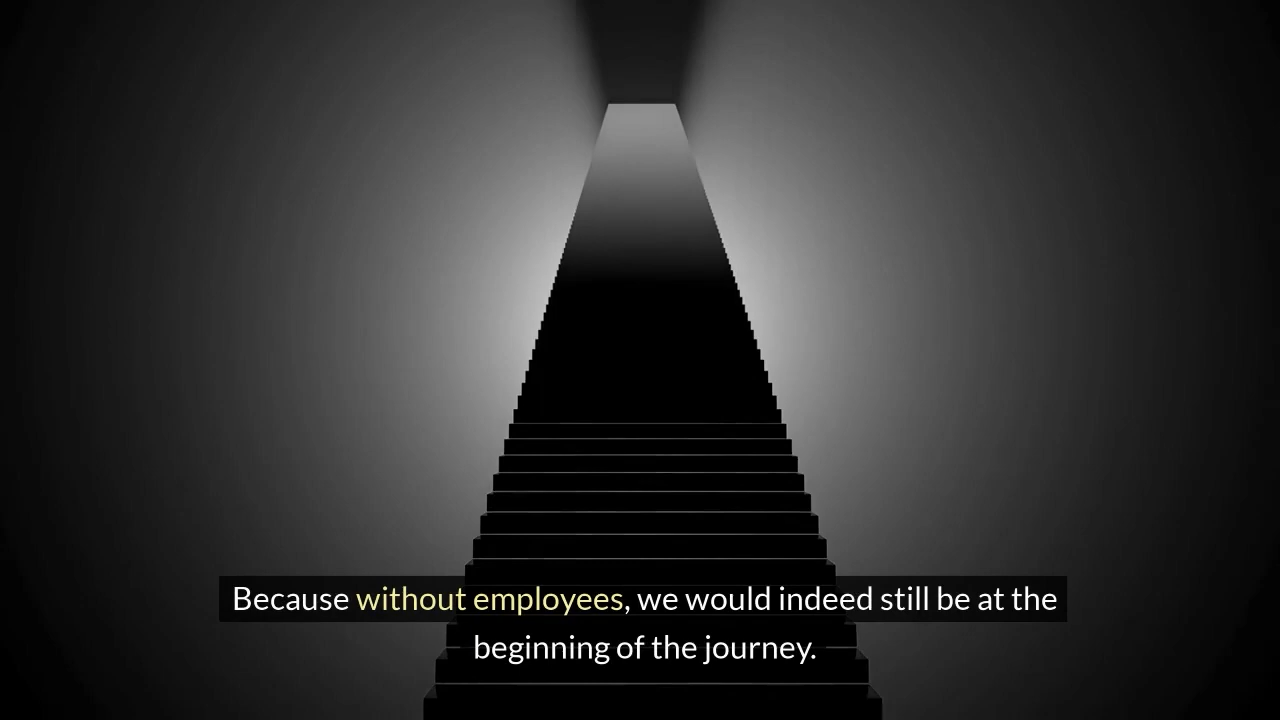 Because without employees, we would indeed still be at the
beginning of the journey.